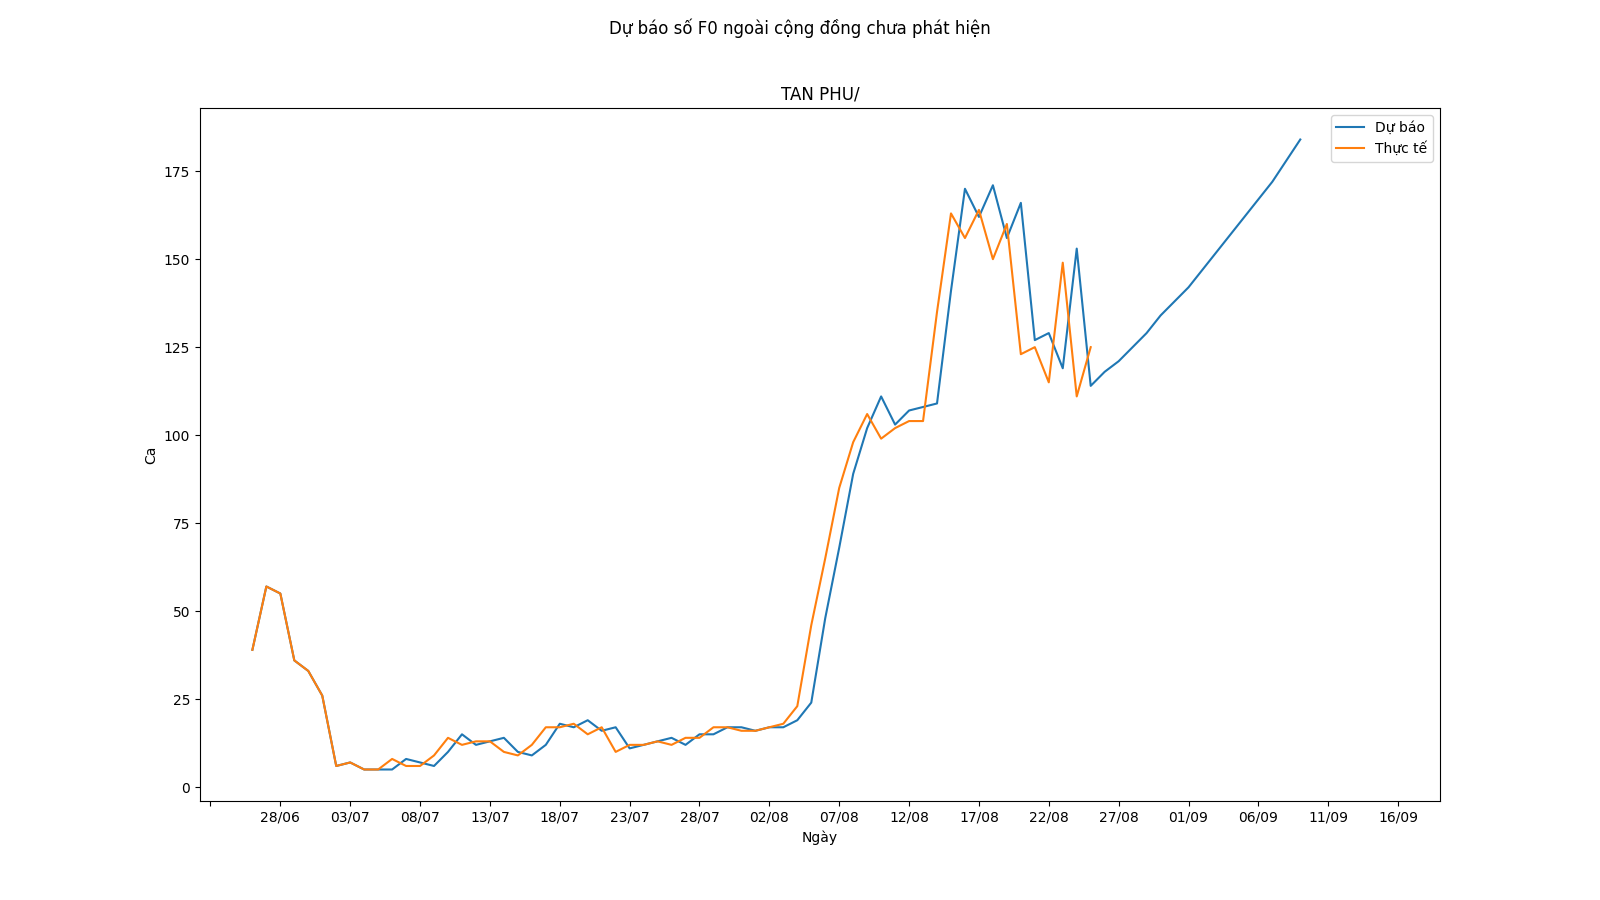 Dự báo số F0 ngoài cộng đồng chưa phát hiện
TAN PHU/
Dự báo
Thực tế
175
150
125
100
75
50
25
0
Ca
28/06 03/07 08/07 13/07 18/07 23/07 28/07 02/08 07/08 12/08 17/08 22/08 27/08 01/09 06/09 11/09 16/09
Ngày